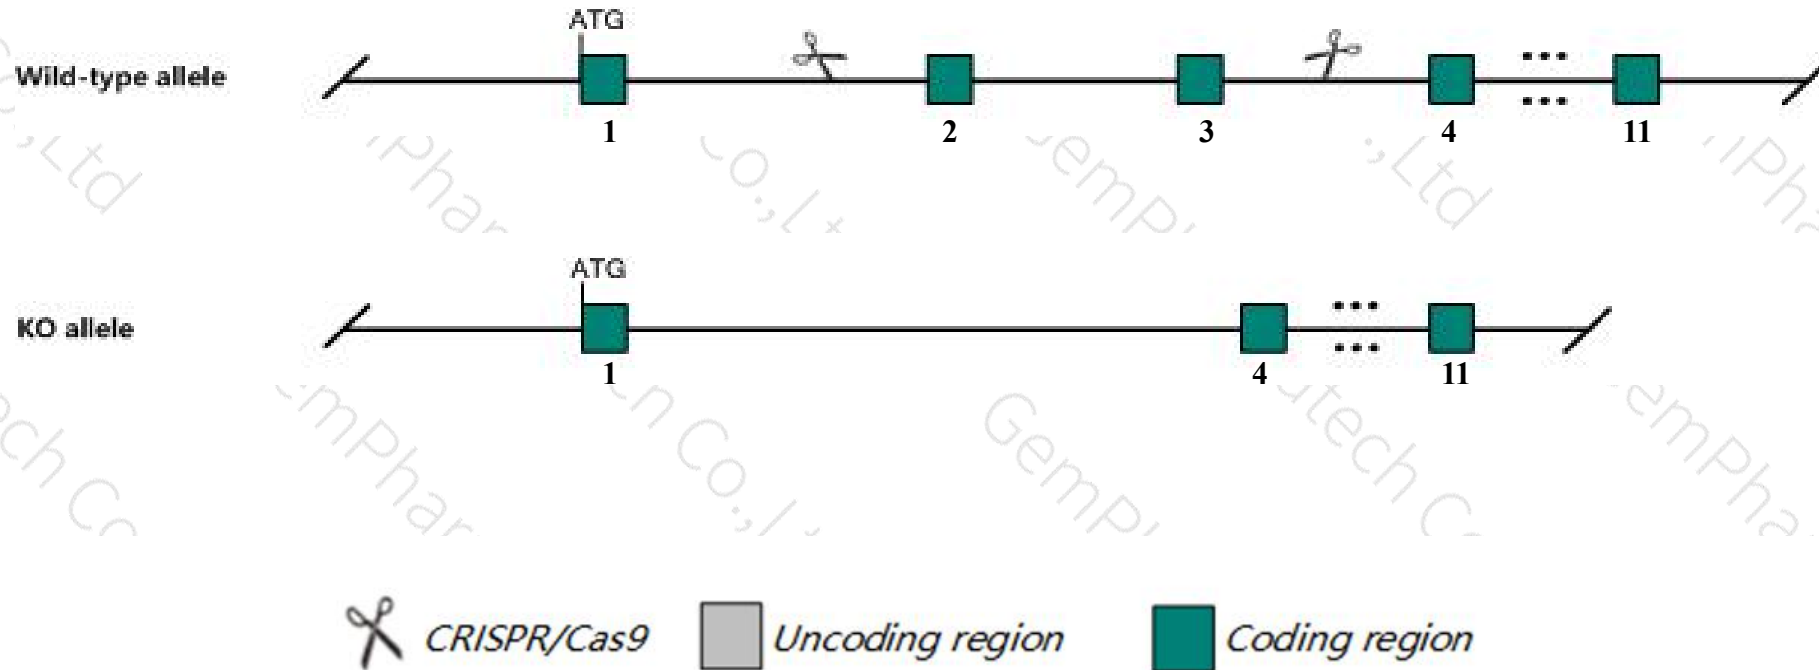 ATG
Wild-type allele
1 2 3 4 11
ATG
KO allele
1 4 11
CRISPR/Cas9 Uncoding region Coding region
GemPh